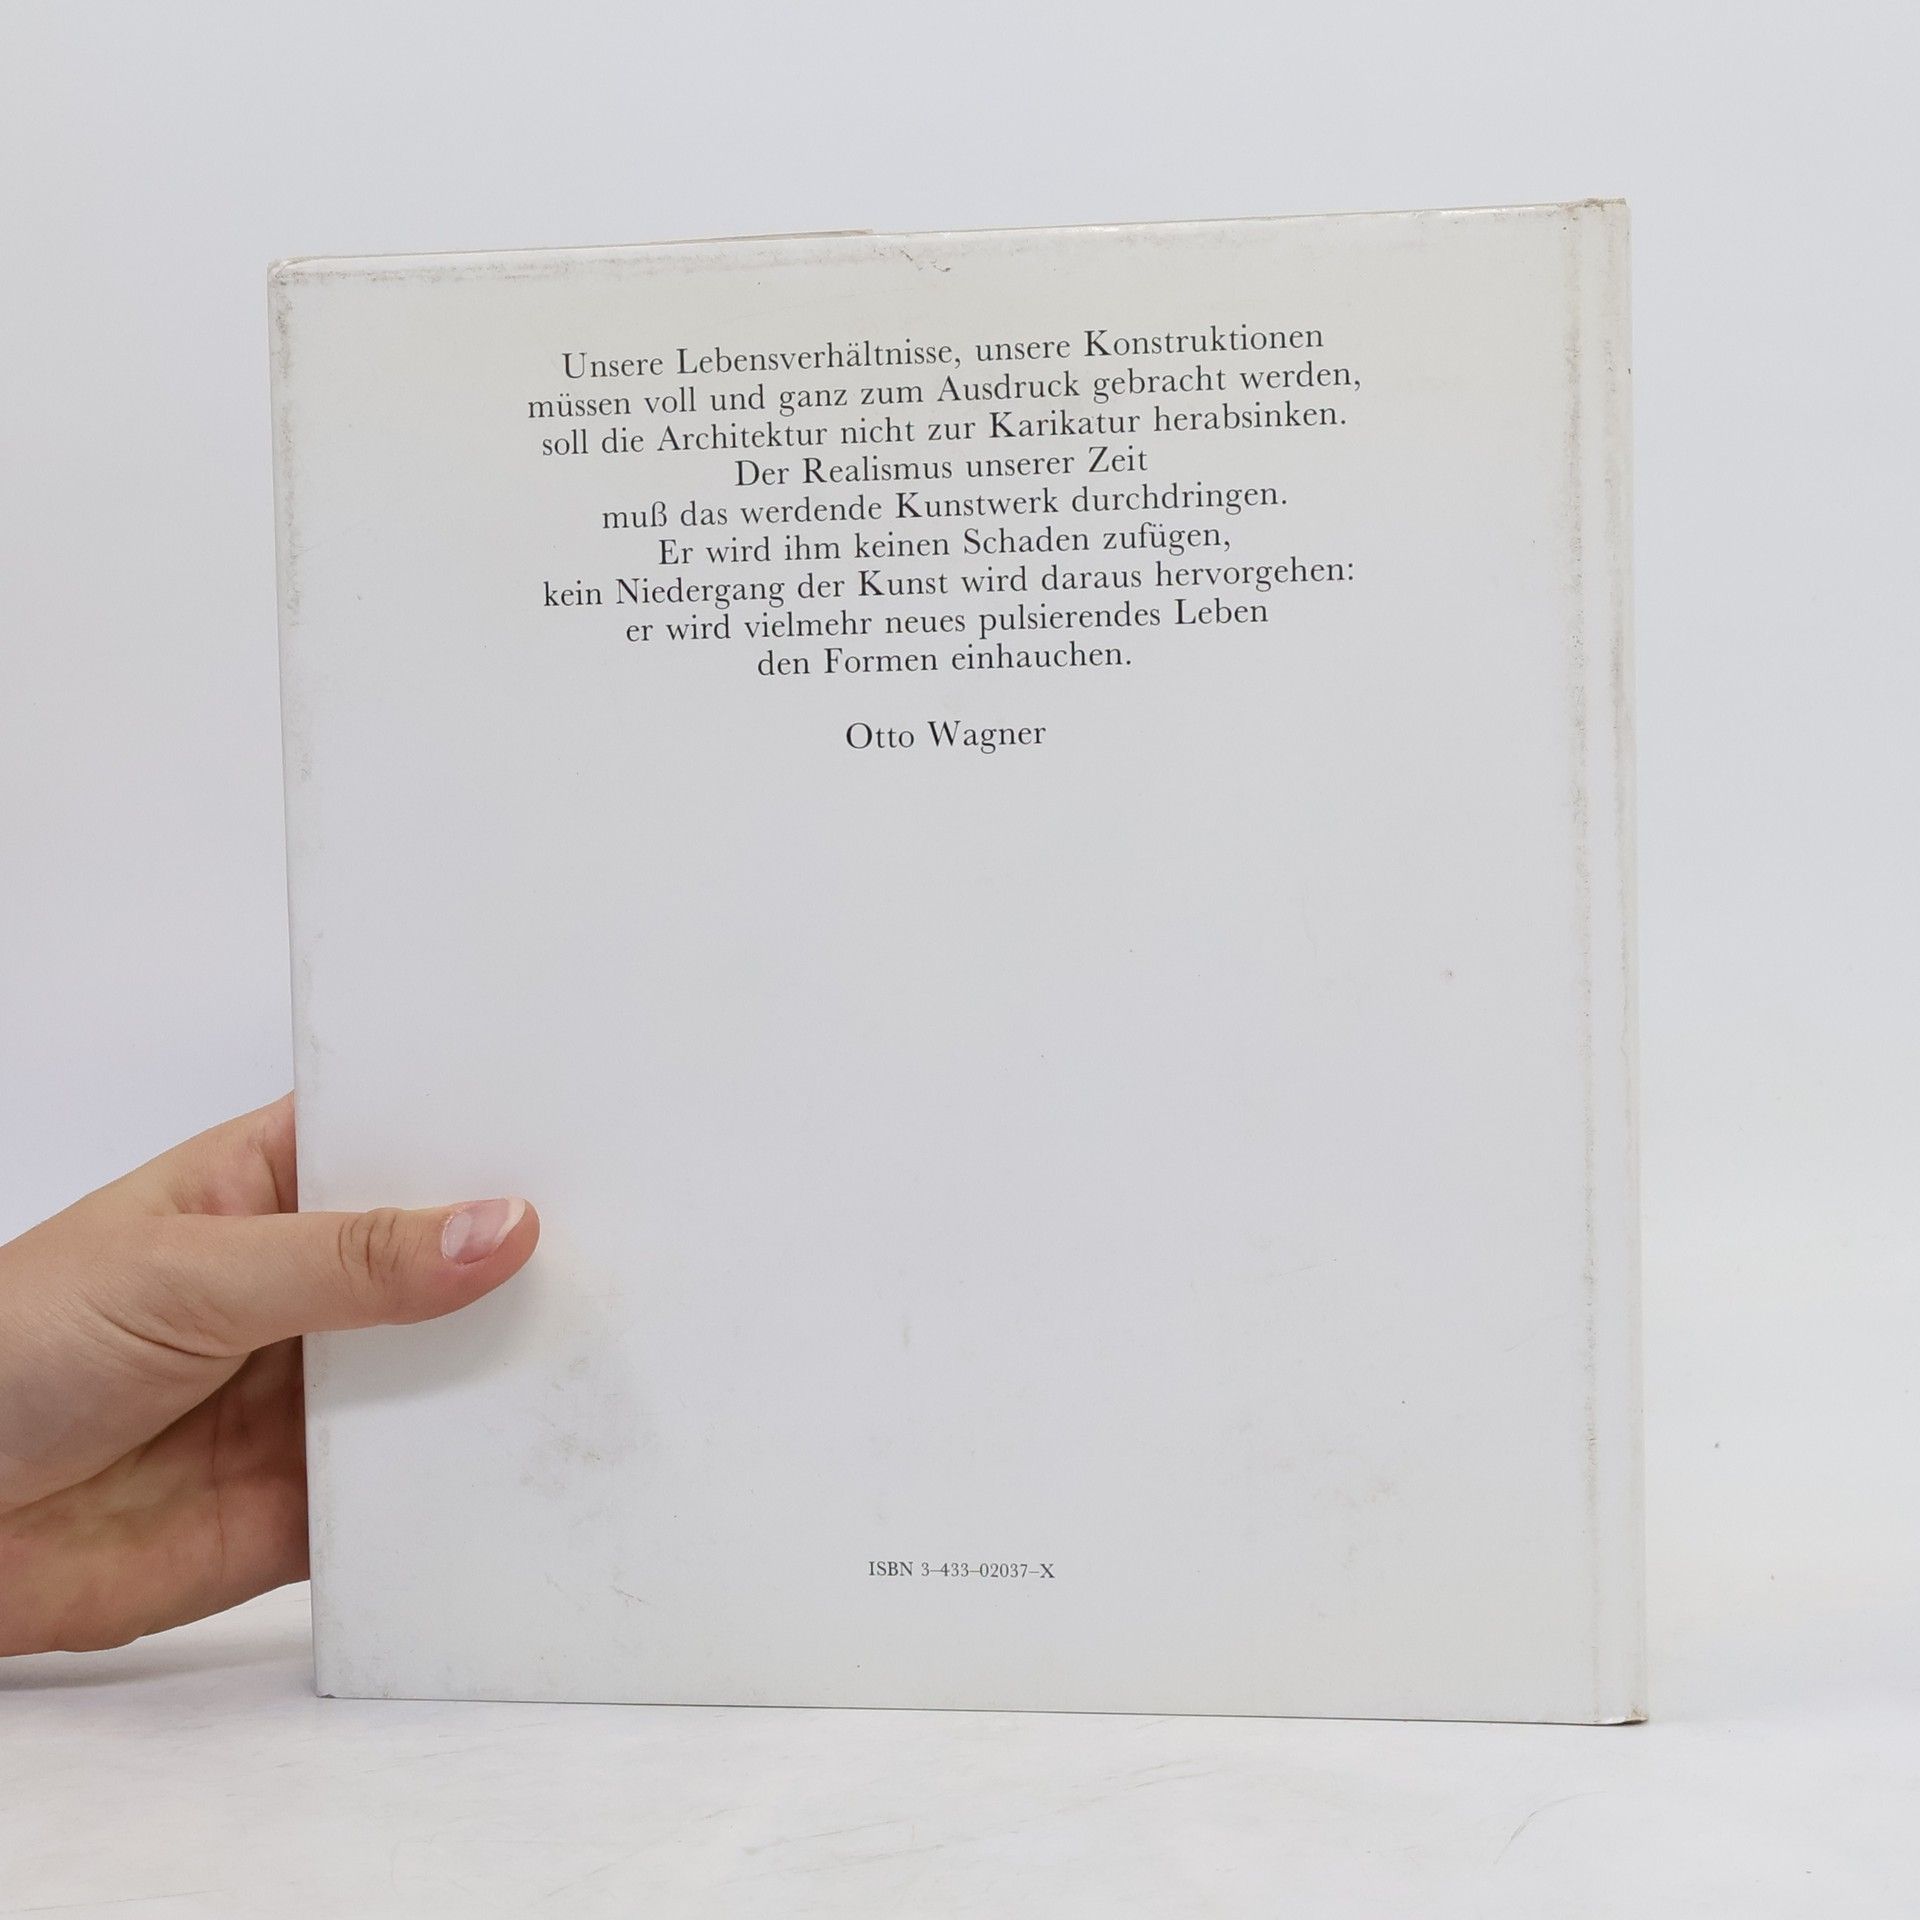 Unsere Lebensverhältnisse, unsere Konstruktionen
müssen voll und ganz zum Ausdruck gebracht werden,
soll die Architektur nicht zur Karikatur herabsinken.
Der Realismus unserer Zeit
muß das werdende Kunstwerk durchdringen.
Er wird ihm keinen Schaden zufügen,
kein Niedergang der Kunst wird daraus hervorgehen:
er wird vielmehr neues pulsierendes Leben
den Formen einhauchen.
Otto Wagner
ISBN 3–433–02037–X